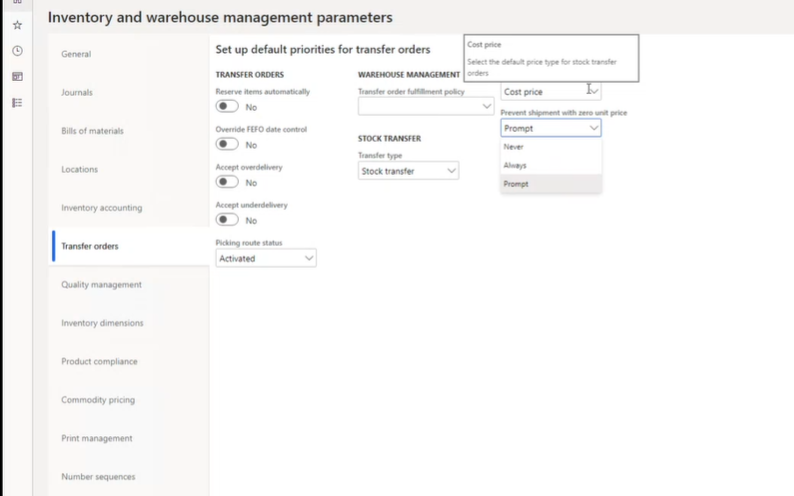 Inventory and warehouse management parameters
General
Journals
Bills of materials
Locations
Inventory accounting
Transfer orders
Quality management
Inventory dimensions
Product compliance
Commodity pricing
Print management
Number sequences
Set up default priorities for transfer orders
TRANSFER ORDERS
Reserve items automatically
No
Override FEFO date control
No
Accept overdelivery
No
Accept underdelivery
No
Picking route status
Activated
WAREHOUSE MANAGEMENT
Transfer order fulfillment policy
STOCK TRANSFER
Transfer type
Stock transfer
Cost price
Select the default price type for stock transfer
orders
Cost price
Prevent shipment with zero unit price
Prompt
Never
Always
Prompt